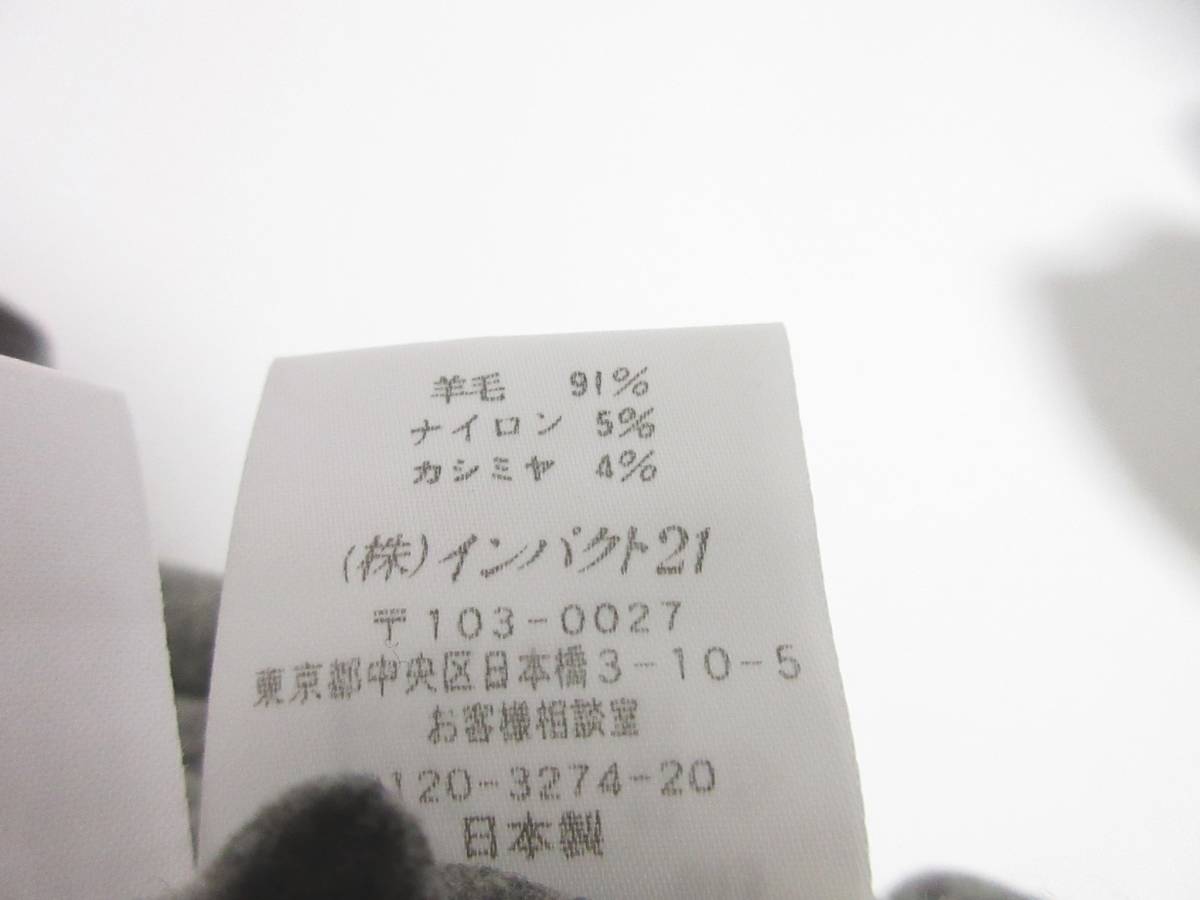 羊毛 91%
ナイロン 5%
カシミヤ 4%
(株)インパクト21
〒103-0027
東京都中央区日本橋3-10-5
お客様相談室
120-3274-20
日本製